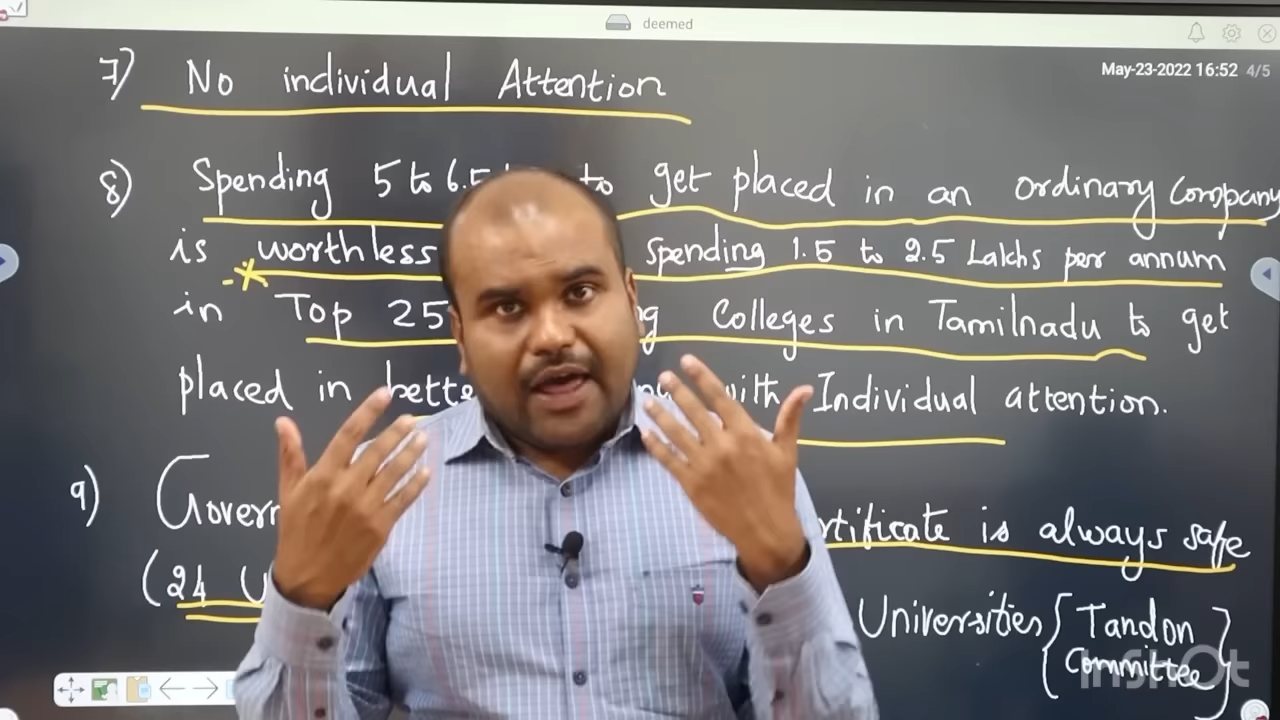 deemed
May-23-2022 16:52 4/5
7) No individual Attention
8) Spending 5 to 6.5 to get placed in an ordinary Company
is worthless spending 1.5 to 2.5 Lakhs per annum
in Top 25 Colleges in Tamilnadu to get
placed in with Individual attention.
9) is always safe
(24 Universities { Tandon
Committee }
InShOt